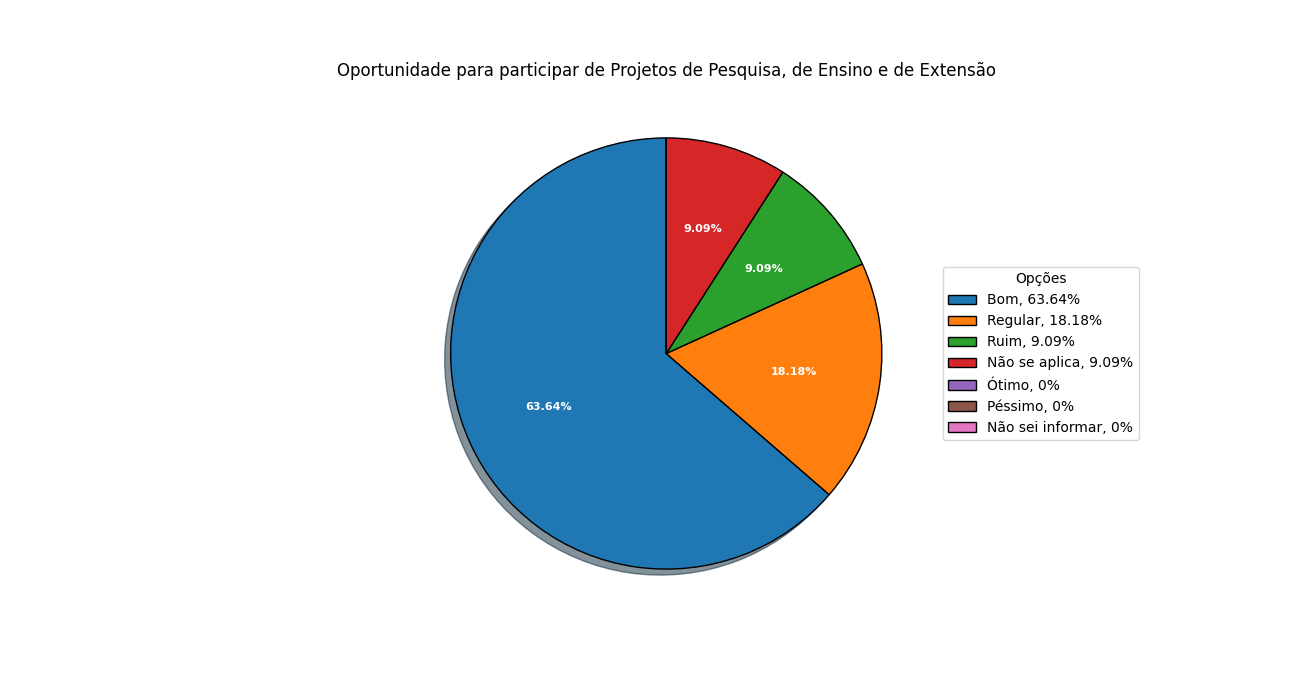 Oportunidade para participar de Projetos de Pesquisa, de Ensino e de Extensão
9.09%
9.09%
18.18%
63.64%
Opções
Bom, 63.64%
Regular, 18.18%
Ruim, 9.09%
Não se aplica, 9.09%
Ótimo, 0%
Péssimo, 0%
Não sei informar, 0%